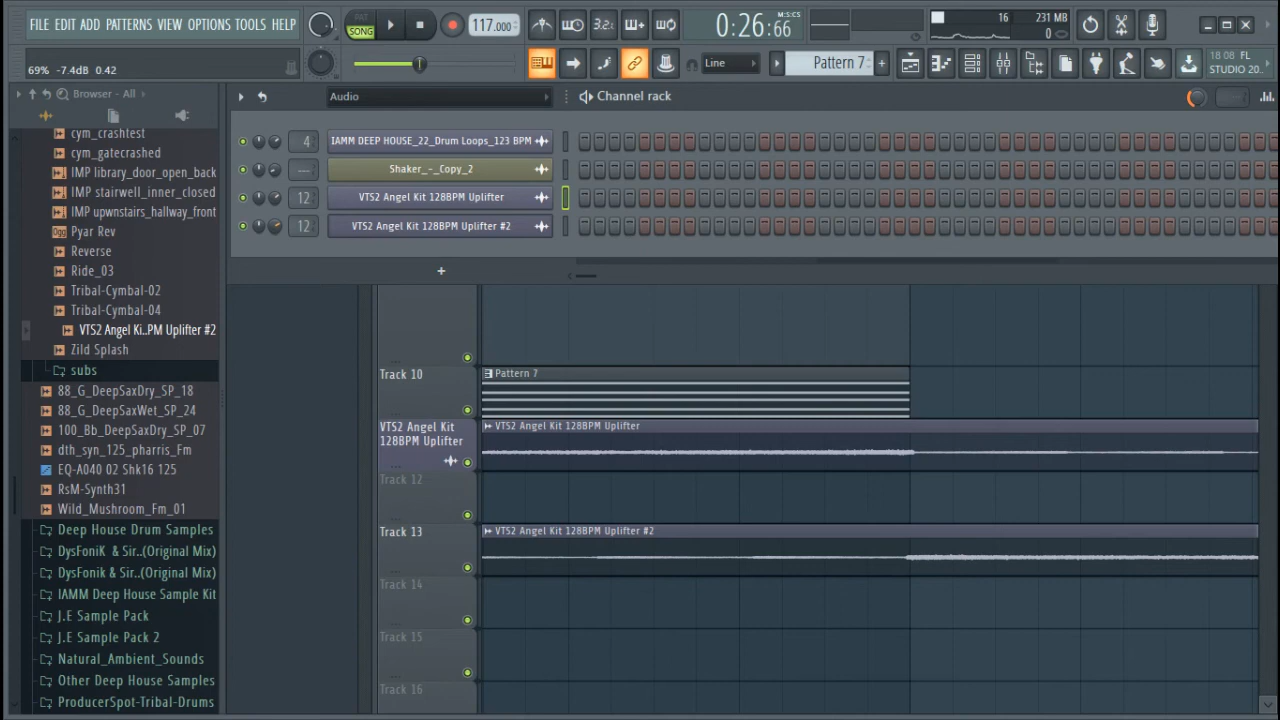 FILE EDIT ADD PATTERNS VIEW OPTIONS TOOLS HELP
PAT
SONG
117.000
3.2.
0:26:66
M:S:CS
16
231 MB
0
69% -7.4dB 0.42
Line
Pattern 7
18 08 FL
STUDIO 20..
Browser - All
Audio
Channel rack
cym_crashtest
cym_gatecrashed
IMP library_door_open_back
IMP stairwell_inner_closed
IMP upwnstairs_hallway_front
Pyar Rev
Reverse
Ride_03
Tribal-Cymbal-02
Tribal-Cymbal-04
VTS2 Angel Ki..PM Uplifter #2
Zild Splash
subs
88_G_DeepSaxDry_SP_18
88_G_DeepSaxWet_SP_24
100_Bb_DeepSaxDry_SP_07
dth_syn_125_pharris_Fm
EQ-A040 02 Shk16 125
RsM-Synth31
Wild_Mushroom_Fm_01
Deep House Drum Samples
DysFoniK & Sir..(Original Mix)
DysFoniK & Sir..(Original Mix)
IAMM Deep House Sample Kit
J.E Sample Pack
J.E Sample Pack 2
Natural_Ambient_Sounds
Other Deep House Samples
ProducerSpot-Tribal-Drums
4
IAMM DEEP HOUSE_22_Drum Loops_123 BPM
---
Shaker_-_Copy_2
12
VTS2 Angel Kit 128BPM Uplifter
12
VTS2 Angel Kit 128BPM Uplifter #2
+
Track 10
Pattern 7
VTS2 Angel Kit
128BPM Uplifter
VTS2 Angel Kit 128BPM Uplifter
Track 12
Track 13
VTS2 Angel Kit 128BPM Uplifter #2
Track 14
Track 15
Track 16